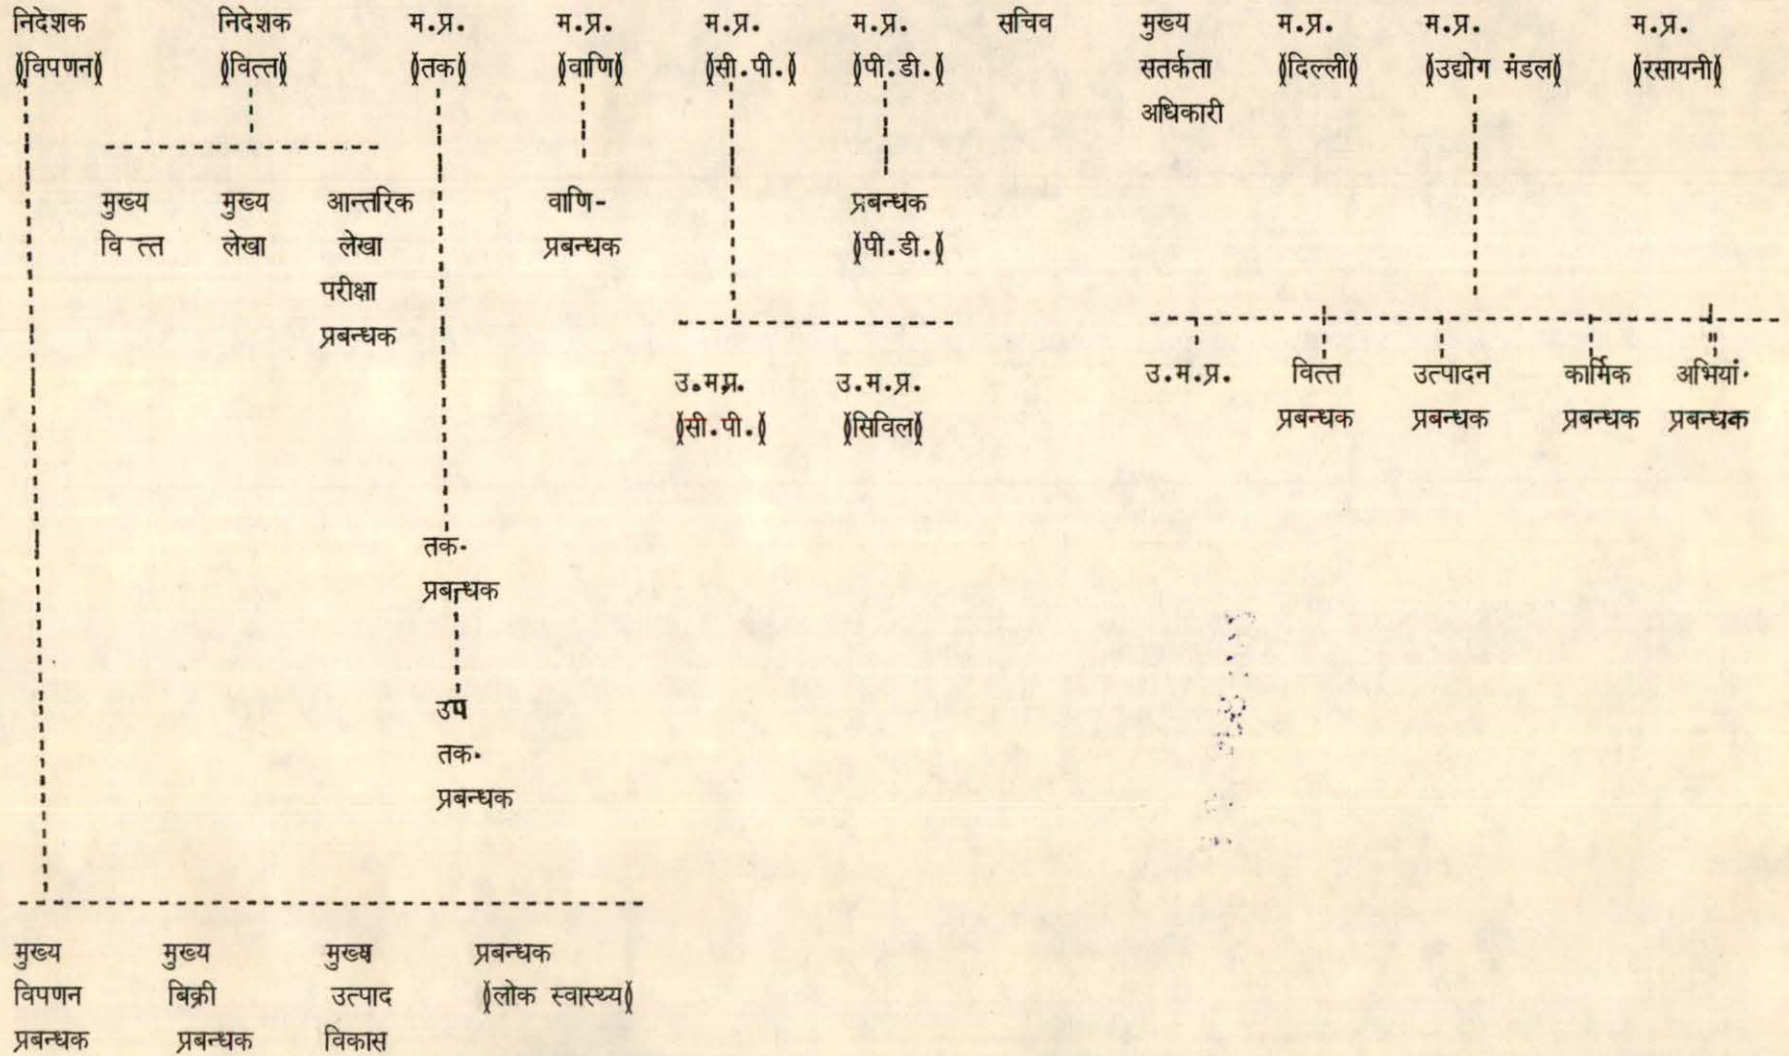 निदेशक निदेशक म.प्र. म.प्र. म.प्र. म.प्र. सचिव मुख्य म.प्र. म.प्र. म.प्र.
(विपणन) (वित्त) (तक) (वाणि) (सी.पी.) (पी.डी.) सतर्कता (दिल्ली) (उद्योग मंडल) (रसायनी)
अधिकारी
मुख्य मुख्य आन्तरिक वाणि- प्रबन्धक
वित्त लेखा लेखा प्रबन्धक (पी.डी.)
परीक्षा
प्रबन्धक
उ.म.प्र. उ.म.प्र. उ.म.प्र. वित्त उत्पादन कार्मिक अभियां.
(सी.पी.) (सिविल) प्रबन्धक प्रबन्धक प्रबन्धक प्रबन्धक
तक.
प्रबन्धक
उप
तक.
प्रबन्धक
मुख्य मुख्य मुख्य प्रबन्धक
विपणन बिक्री उत्पाद (लोक स्वास्थ्य)
प्रबन्धक प्रबन्धक विकास